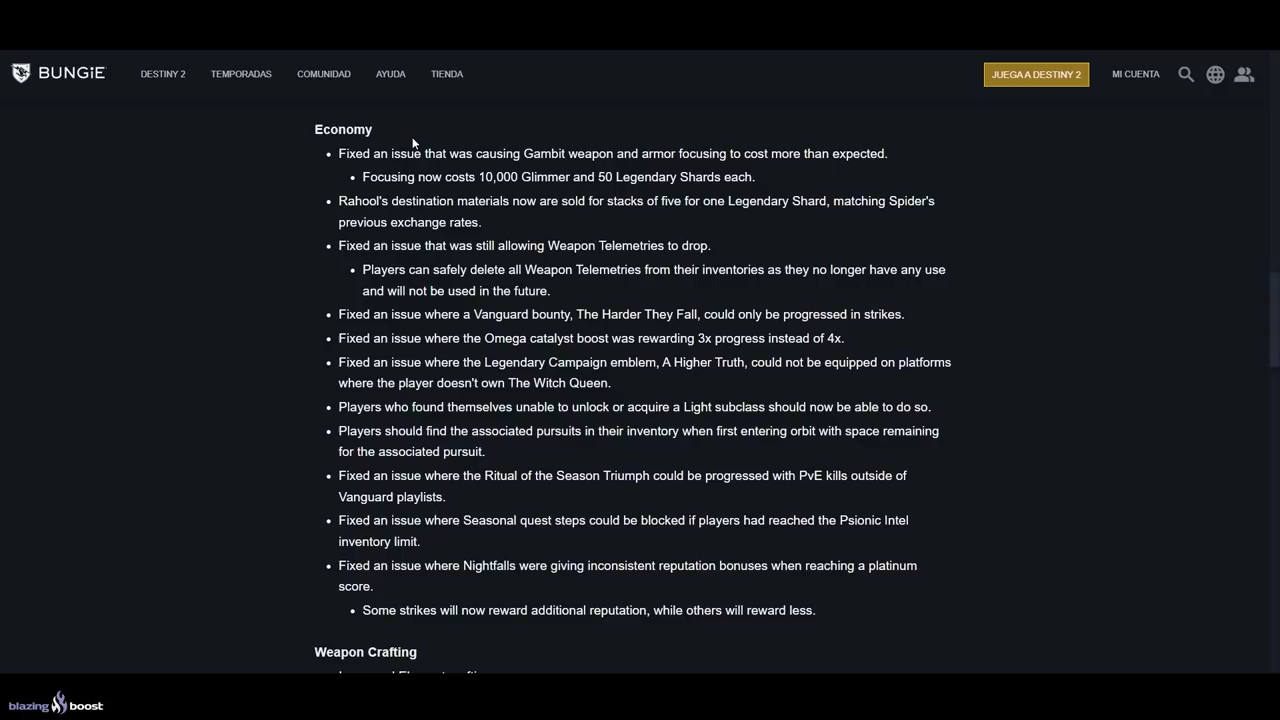 BUNGiE DESTINY 2 TEMPORADAS COMUNIDAD AYUDA TIENDA JUEGA A DESTINY 2 MI CUENTA
Economy
• Fixed an issue that was causing Gambit weapon and armor focusing to cost more than expected.
• Focusing now costs 10,000 Glimmer and 50 Legendary Shards each.
• Rahool's destination materials now are sold for stacks of five for one Legendary Shard, matching Spider's
previous exchange rates.
• Fixed an issue that was still allowing Weapon Telemetries to drop.
• Players can safely delete all Weapon Telemetries from their inventories as they no longer have any use
and will not be used in the future.
• Fixed an issue where a Vanguard bounty, The Harder They Fall, could only be progressed in strikes.
• Fixed an issue where the Omega catalyst boost was rewarding 3x progress instead of 4x.
• Fixed an issue where the Legendary Campaign emblem, A Higher Truth, could not be equipped on platforms
where the player doesn't own The Witch Queen.
• Players who found themselves unable to unlock or acquire a Light subclass should now be able to do so.
• Players should find the associated pursuits in their inventory when first entering orbit with space remaining
for the associated pursuit.
• Fixed an issue where the Ritual of the Season Triumph could be progressed with PvE kills outside of
Vanguard playlists.
• Fixed an issue where Seasonal quest steps could be blocked if players had reached the Psionic Intel
inventory limit.
• Fixed an issue where Nightfalls were giving inconsistent reputation bonuses when reaching a platinum
score.
• Some strikes will now reward additional reputation, while others will reward less.
Weapon Crafting
blazing boost